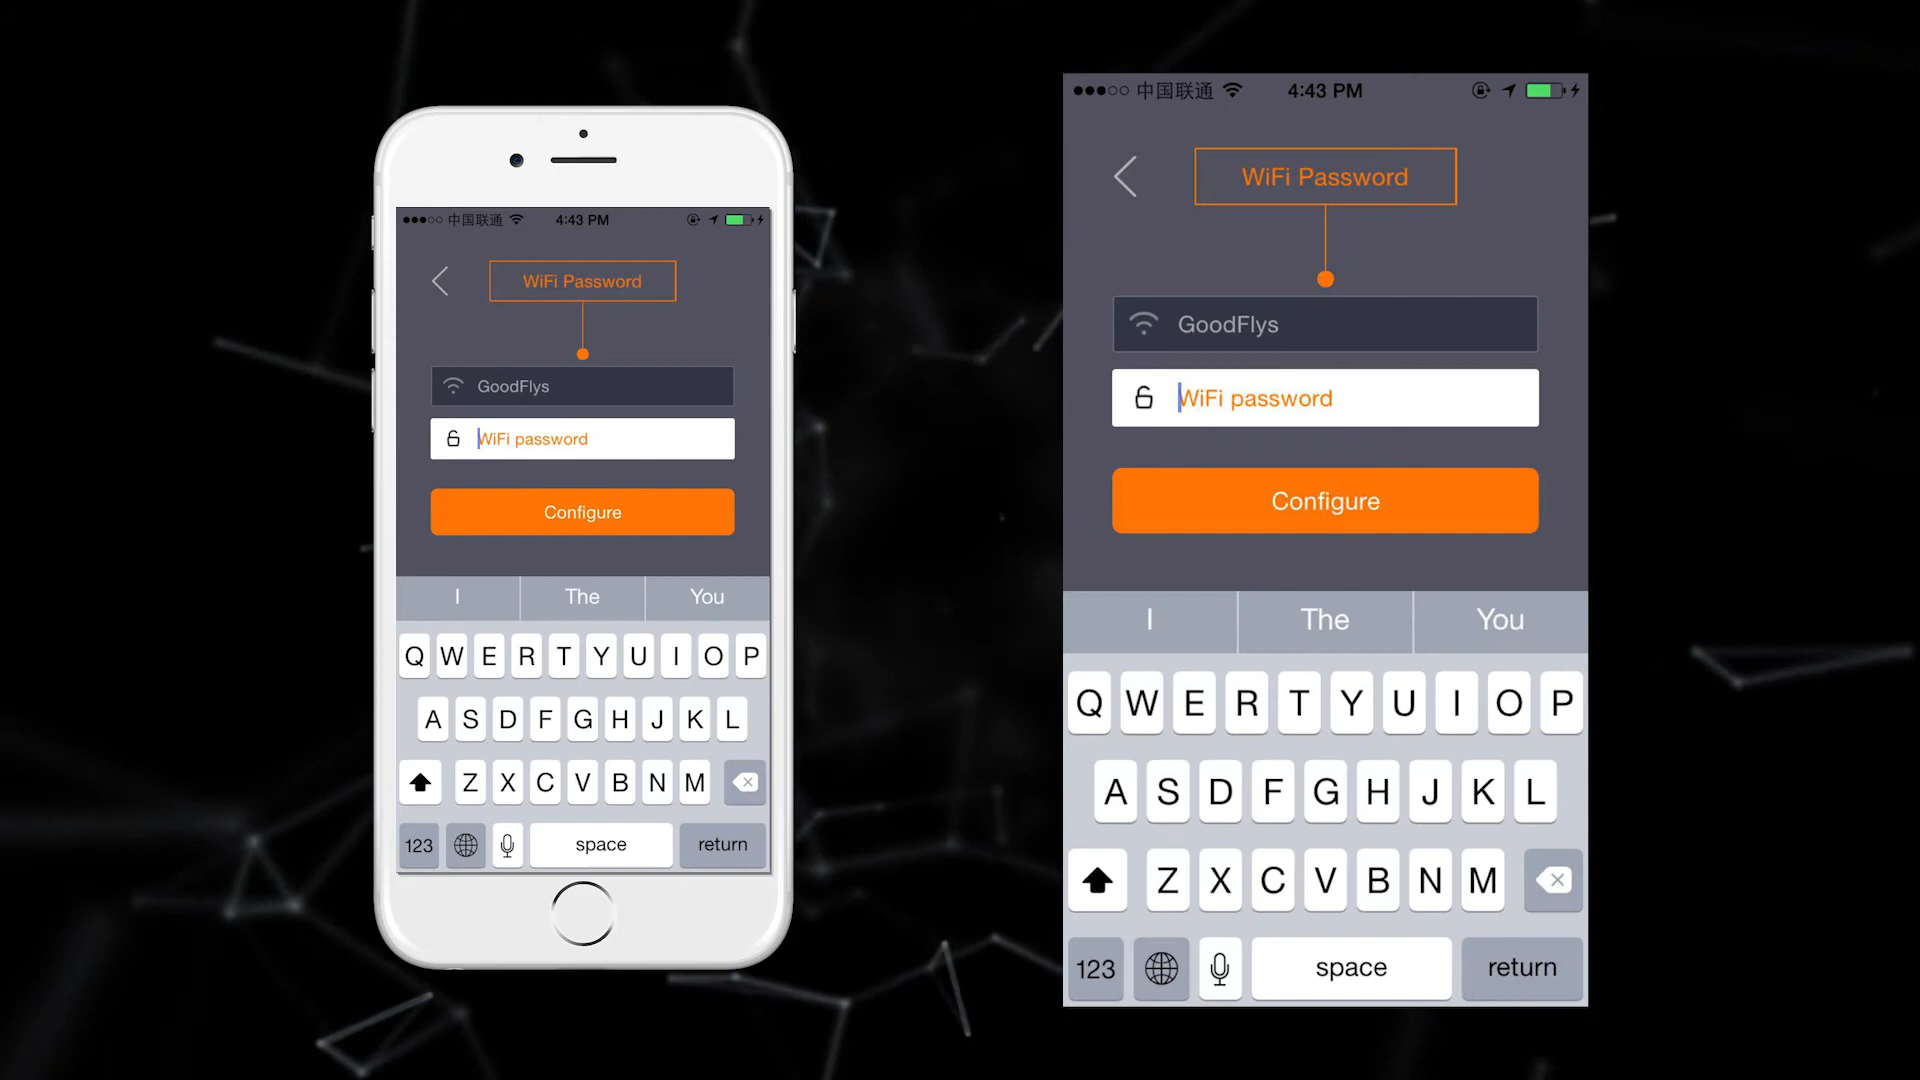 中国联通 4:43 PM
WiFi Password
GoodFlys
WiFi password
Configure
I The You
Q W E R T Y U I O P
A S D F G H J K L
Z X C V B N M
123 space return
中国联通 4:43 PM
WiFi Password
GoodFlys
WiFi password
Configure
I The You
Q W E R T Y U I O P
A S D F G H J K L
Z X C V B N M
123 space return